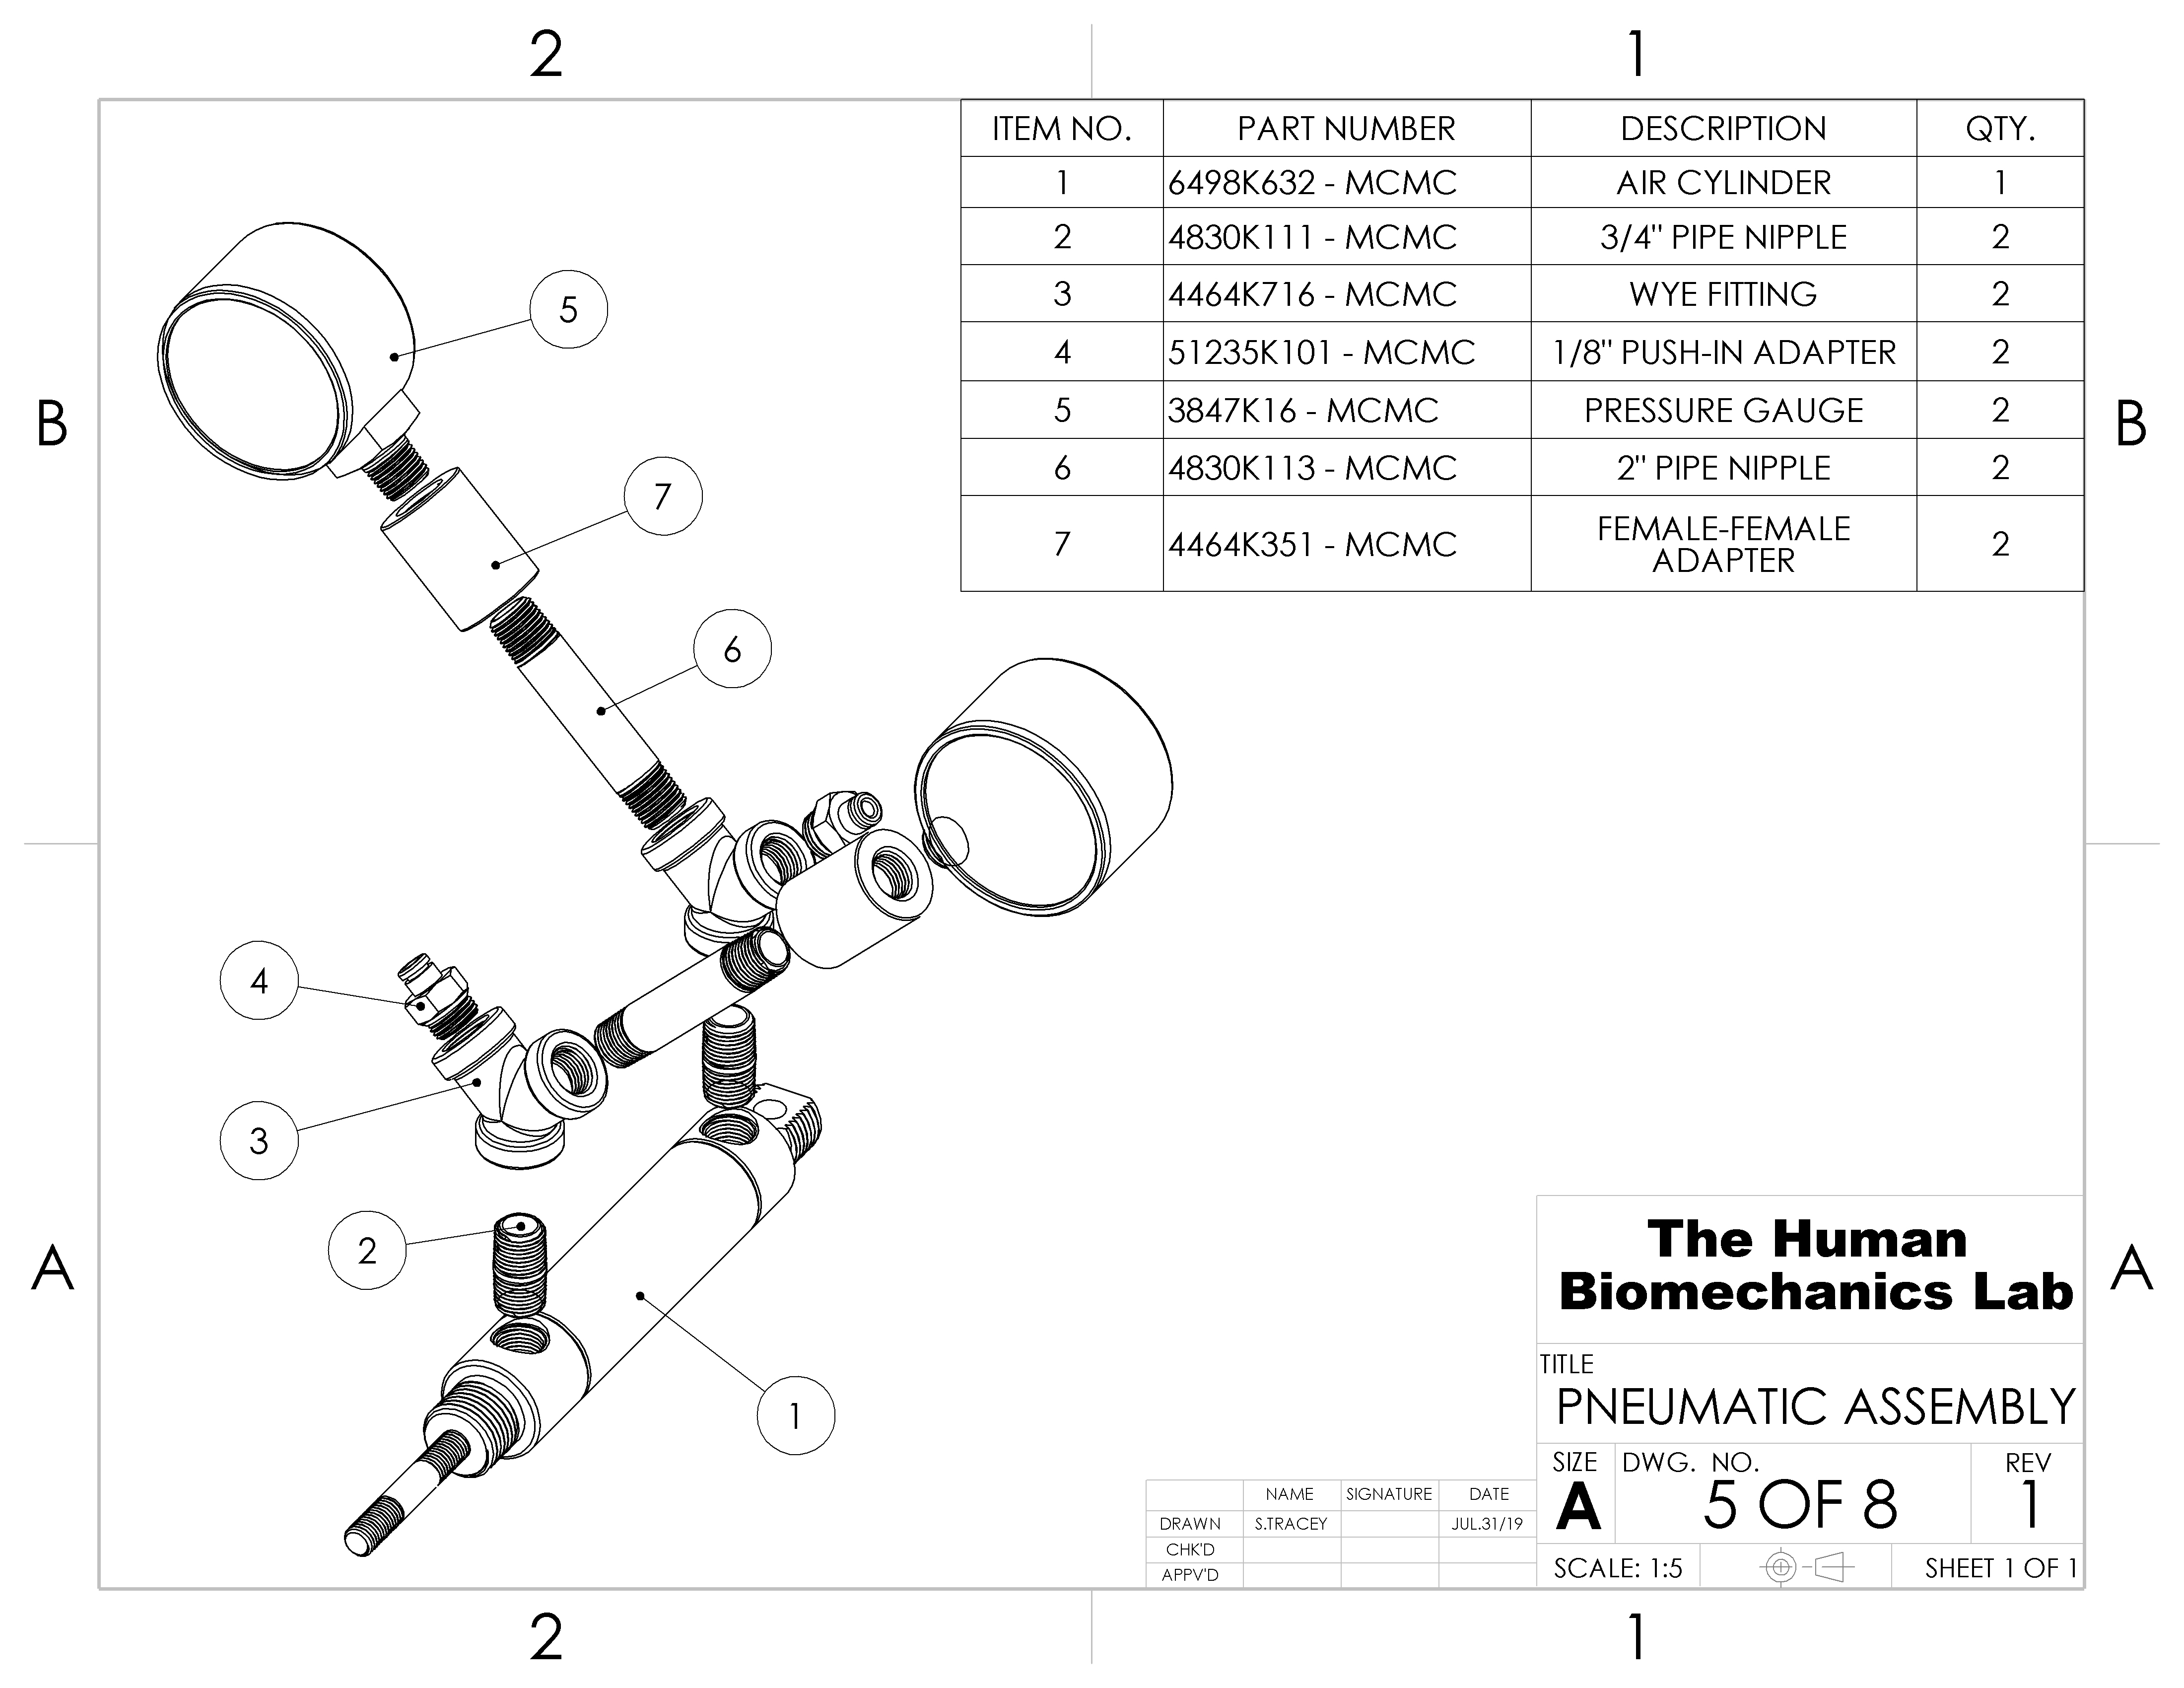 2 1
ITEM NO. PART NUMBER DESCRIPTION QTY.
1 6498K632 - MCMC AIR CYLINDER 1
2 4830K111 - MCMC 3/4" PIPE NIPPLE 2
3 4464K716 - MCMC WYE FITTING 2
4 51235K101 - MCMC 1/8" PUSH-IN ADAPTER 2
5 3847K16 - MCMC PRESSURE GAUGE 2
6 4830K113 - MCMC 2" PIPE NIPPLE 2
7 4464K351 - MCMC FEMALE-FEMALE 2
ADAPTER
5
B B
7
6
4
3
2
A A
1
The Human
Biomechanics Lab
TITLE
PNEUMATIC ASSEMBLY
SIZE DWG. NO. REV
A 5 OF 8 1
SCALE: 1:5 SHEET 1 OF 1
NAME SIGNATURE DATE
DRAWN S.TRACEY JUL.31/19
CHK'D
APPV'D
2 1